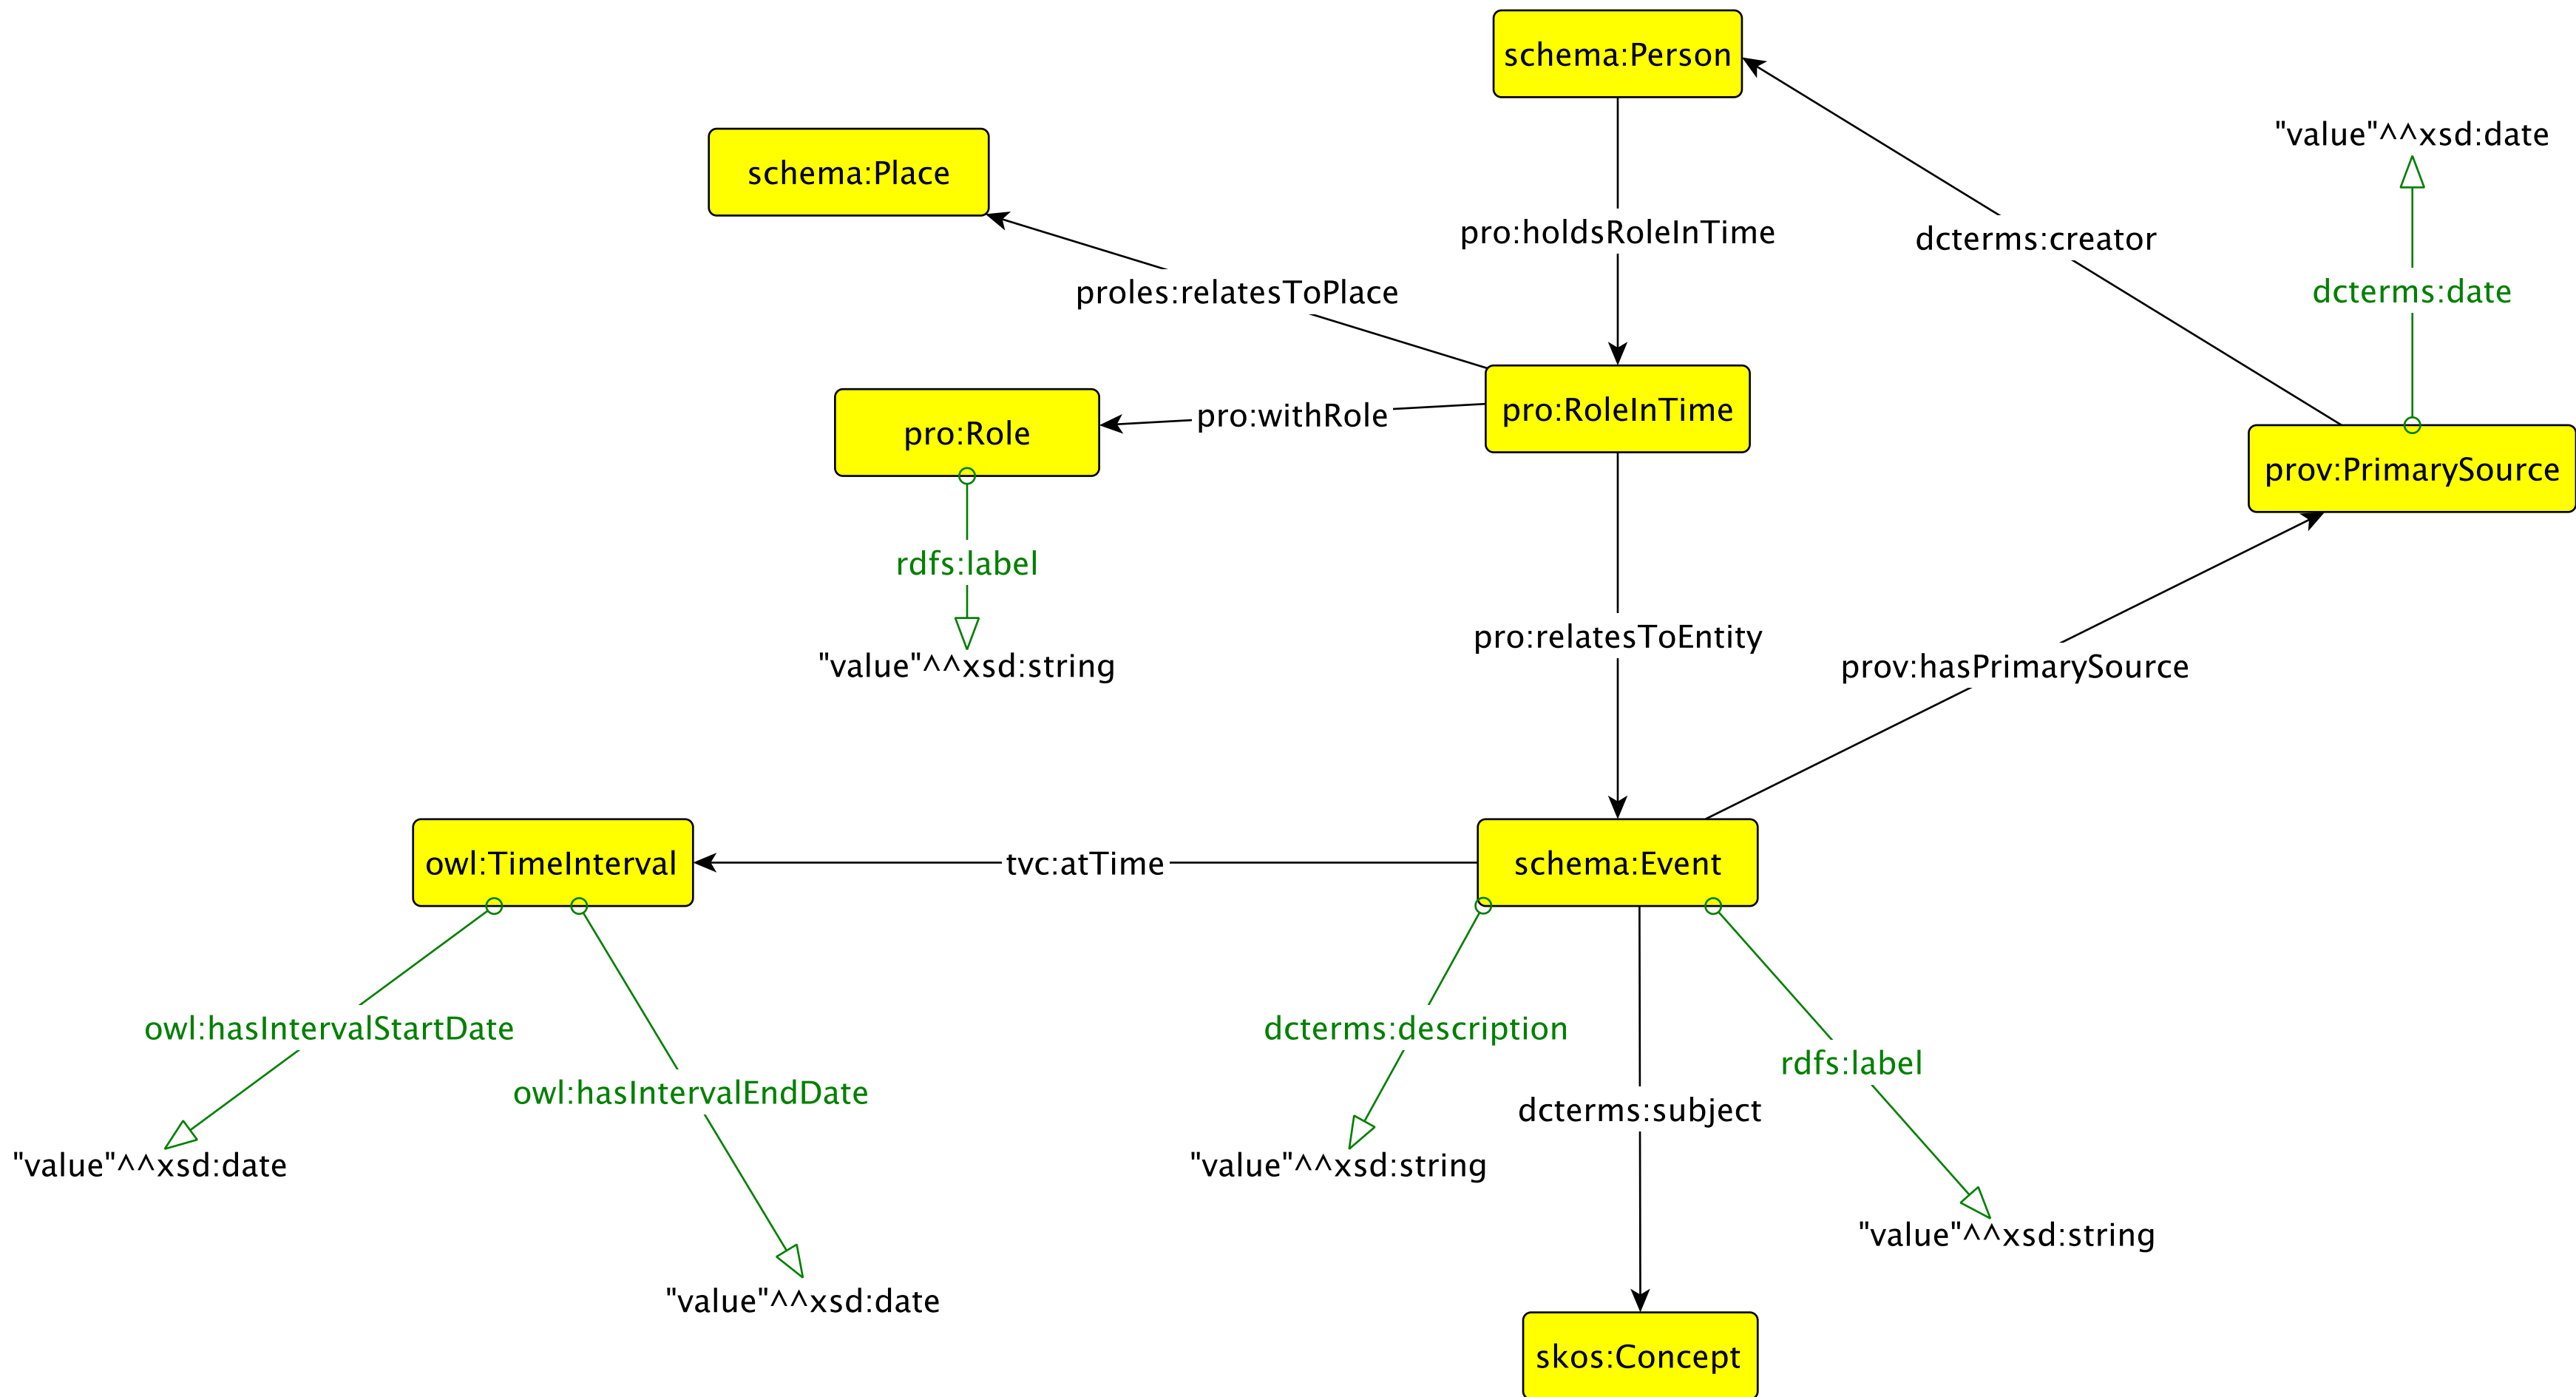 schema:Person
"value"^^xsd:date
schema:Place
pro:holdsRoleInTime
dcterms:creator
proles:relatesToPlace
dcterms:date
pro:withRole
pro:RoleInTime
pro:Role
prov:PrimarySource
rdfs:label
pro:relatesToEntity
"value"^^xsd:string
prov:hasPrimarySource
owl:TimeInterval
tvc:atTime
schema:Event
owl:hasIntervalStartDate
dcterms:description
rdfs:label
owl:hasIntervalEndDate
dcterms:subject
"value"^^xsd:date
"value"^^xsd:string
"value"^^xsd:string
"value"^^xsd:date
skos:Concept